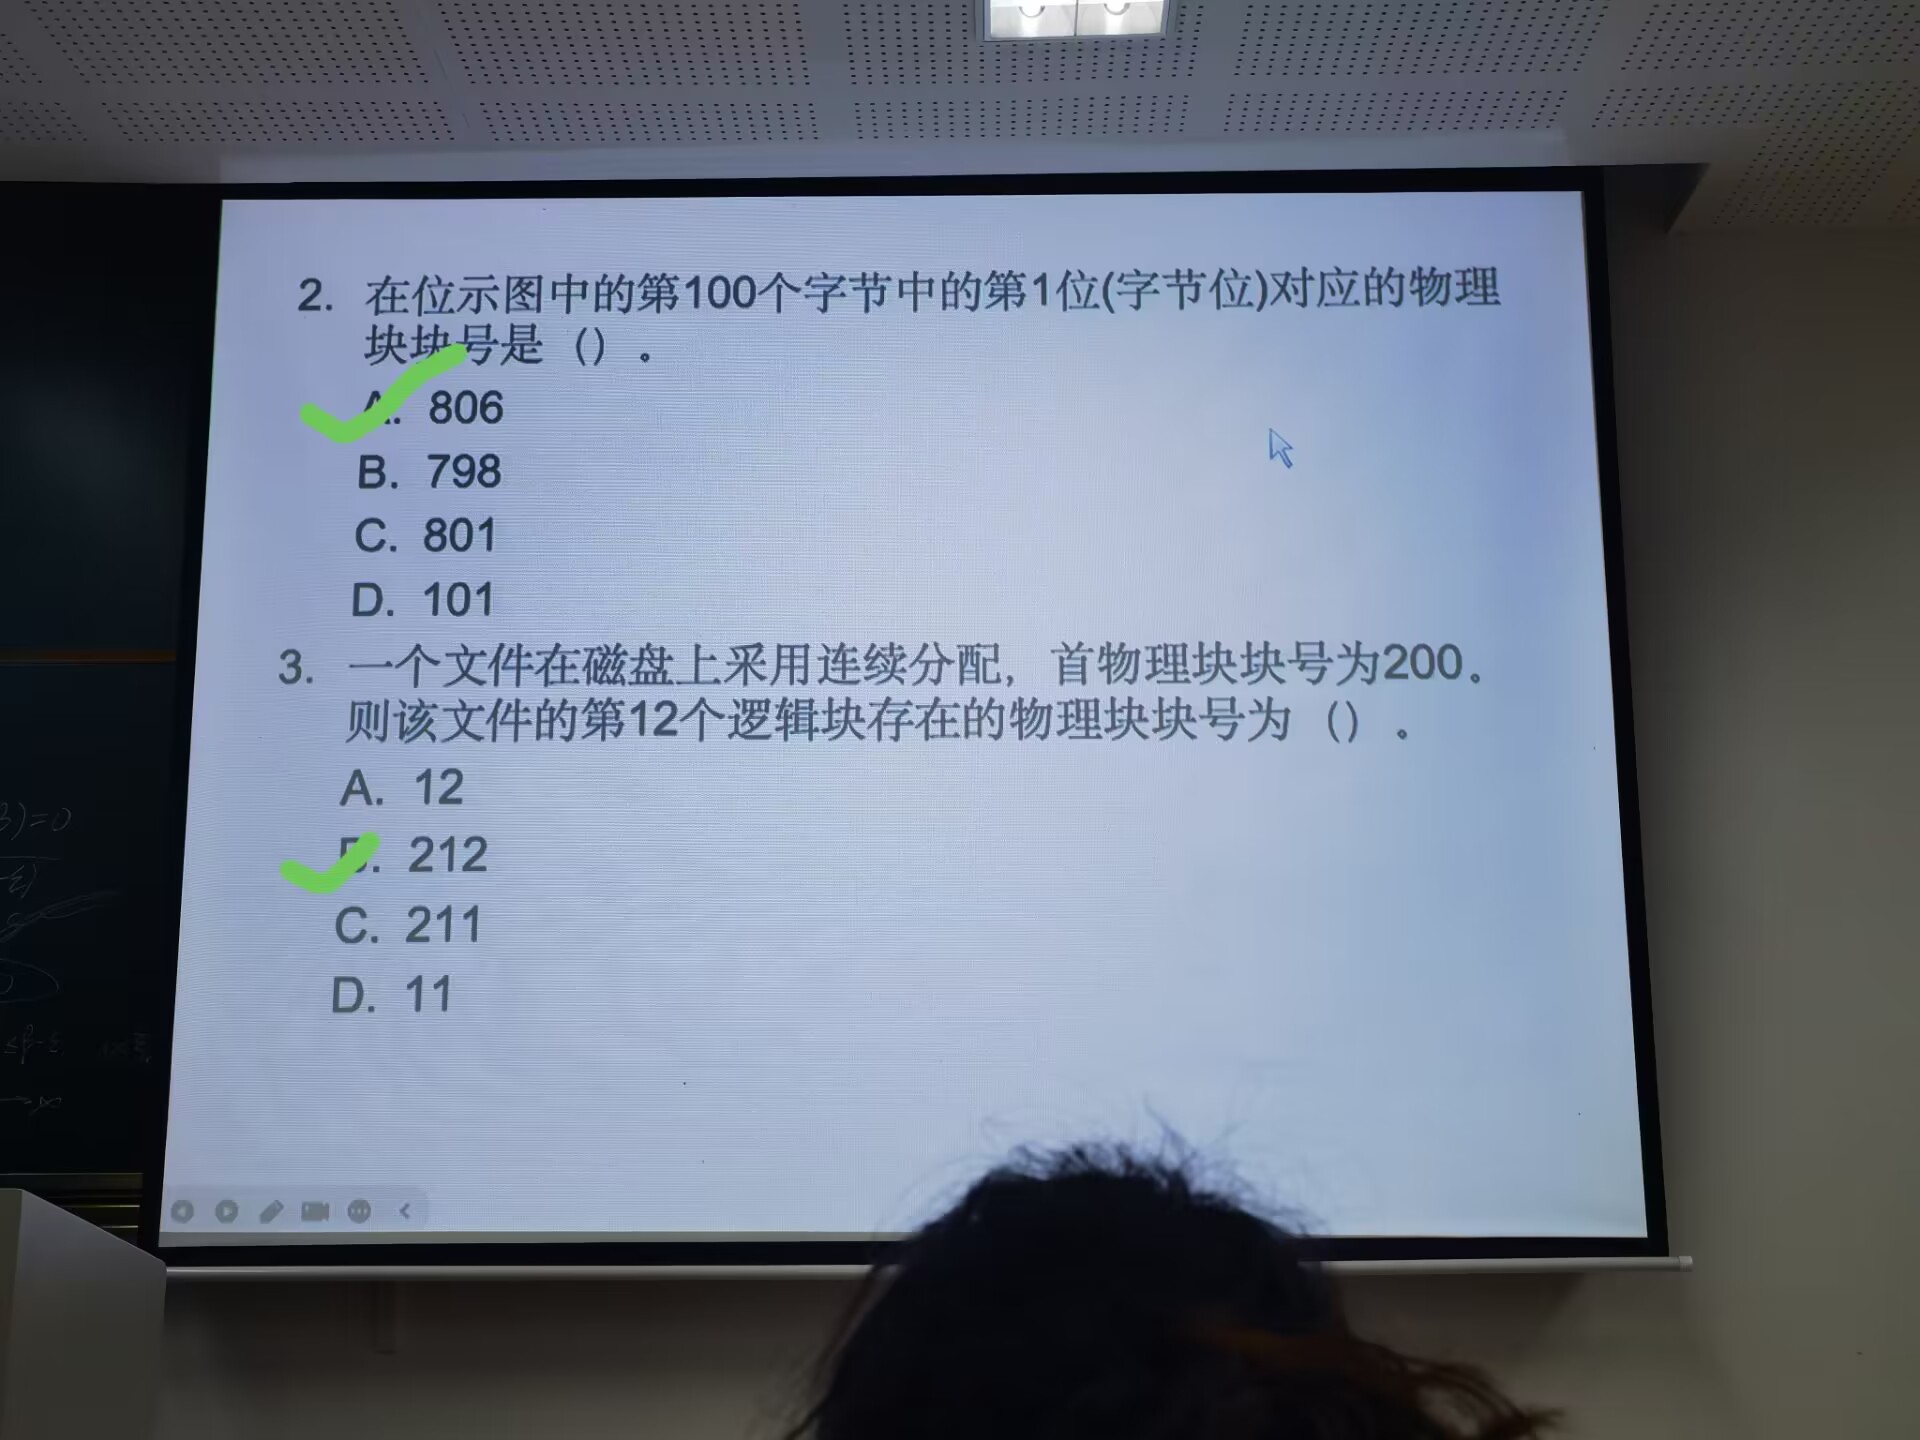 2. 在位示图中的第100个字节中的第1位(字节位)对应的物理
块块号是（）。
A. 806
B. 798
C. 801
D. 101
3. 一个文件在磁盘上采用连续分配，首物理块块号为200。
则该文件的第12个逻辑块存在的物理块块号为（）。
A. 12
B. 212
C. 211
D. 11